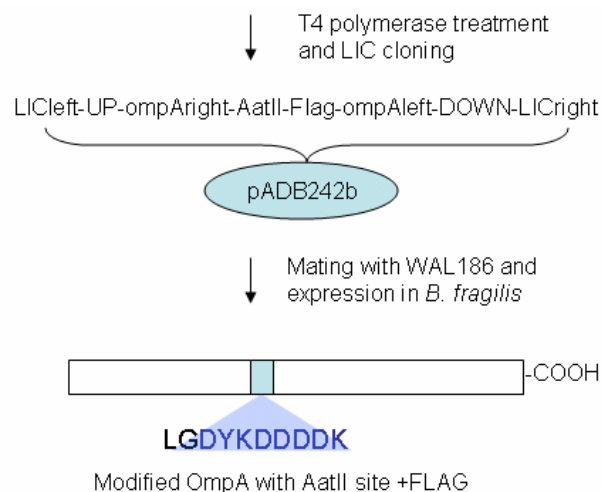 T4 polymerase treatment
and LIC cloning
LICleft-UP-ompAright-AatII-Flag-ompAleft-DOWN-LICright
pADB242b
Mating with WAL186 and
expression in B. fragilis
-COOH
LGDYKDDDDK
Modified OmpA with AatII site +FLAG